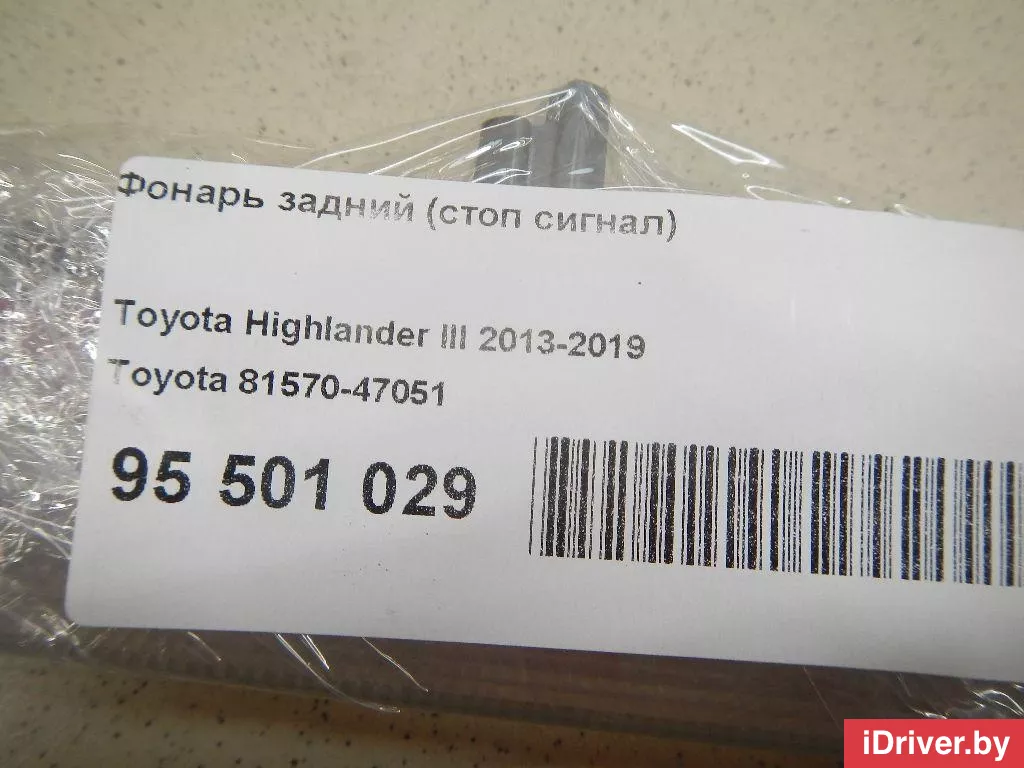 Фонарь задний (стоп сигнал)
Toyota Highlander III 2013-2019
Toyota 81570-47051
95 501 029
iDriver.by